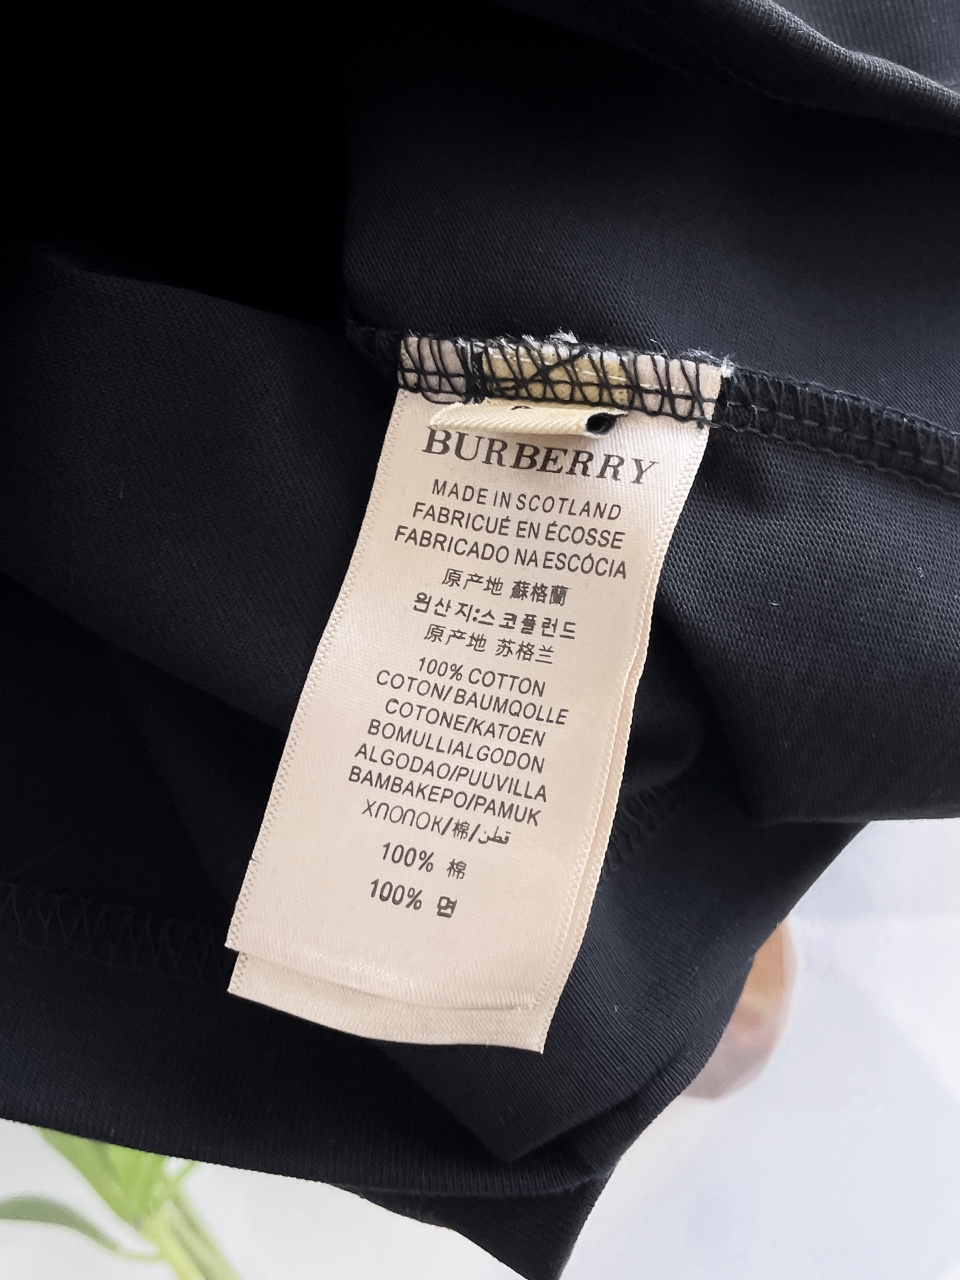 BURBERRY
MADE IN SCOTLAND
FABRICUÉ EN ÉCOSSE
FABRICADO NA ESCÓCIA
原产地 蘇格蘭
원산지:스코플런드
原产地 苏格兰
100% COTTON
COTON/BAUMQOLLE
COTONE/KATOEN
BOMULLIALGODON
ALGODAO/PUUVILLA
BAMBAKEPO/PAMUK
ХПОПОК/棉/قطن
100% 棉
100% 면